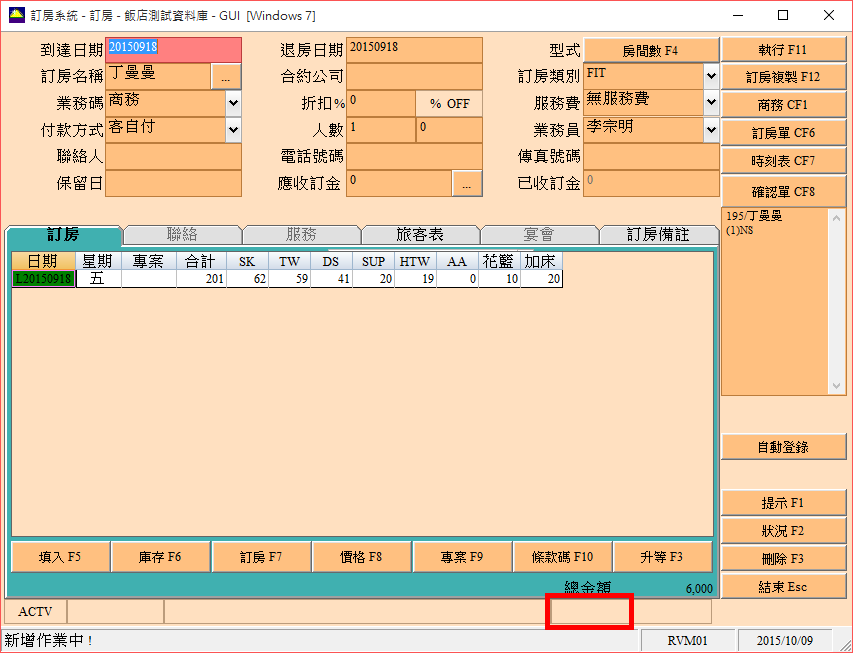 訂房系統 - 訂房 - 飯店測試資料庫 - GUI [Windows 7]
到達日期 20150918 退房日期 20150918 型式 房間數 F4 執行 F11
訂房名稱 丁曼曼 ... 合約公司 訂房類別 FIT 訂房複製 F12
業務碼 商務 折扣% 0 % OFF 服務費 無服務費 商務 CF1
付款方式 客自付 人數 1 0 業務員 李宗明 訂房單 CF6
聯絡人 電話號碼 傳真號碼 時刻表 CF7
保留日 應收訂金 0 ... 已收訂金 0 確認單 CF8
195/丁曼曼
(1)N$
訂房 聯絡 服務 旅客表 宴會 訂房備註
日期 星期 專案 合計 SK TW DS SUP HTW AA 花籃 加床
L20150918 五 201 62 59 41 20 19 0 10 20
自動登錄
提示 F1
狀況 F2
填入 F5 庫存 F6 訂房 F7 價格 F8 專案 F9 條款碼 F10 升等 F3 刪除 F3
總金額 6,000 結束 Esc
ACTV
新增作業中! RVM01 2015/10/09